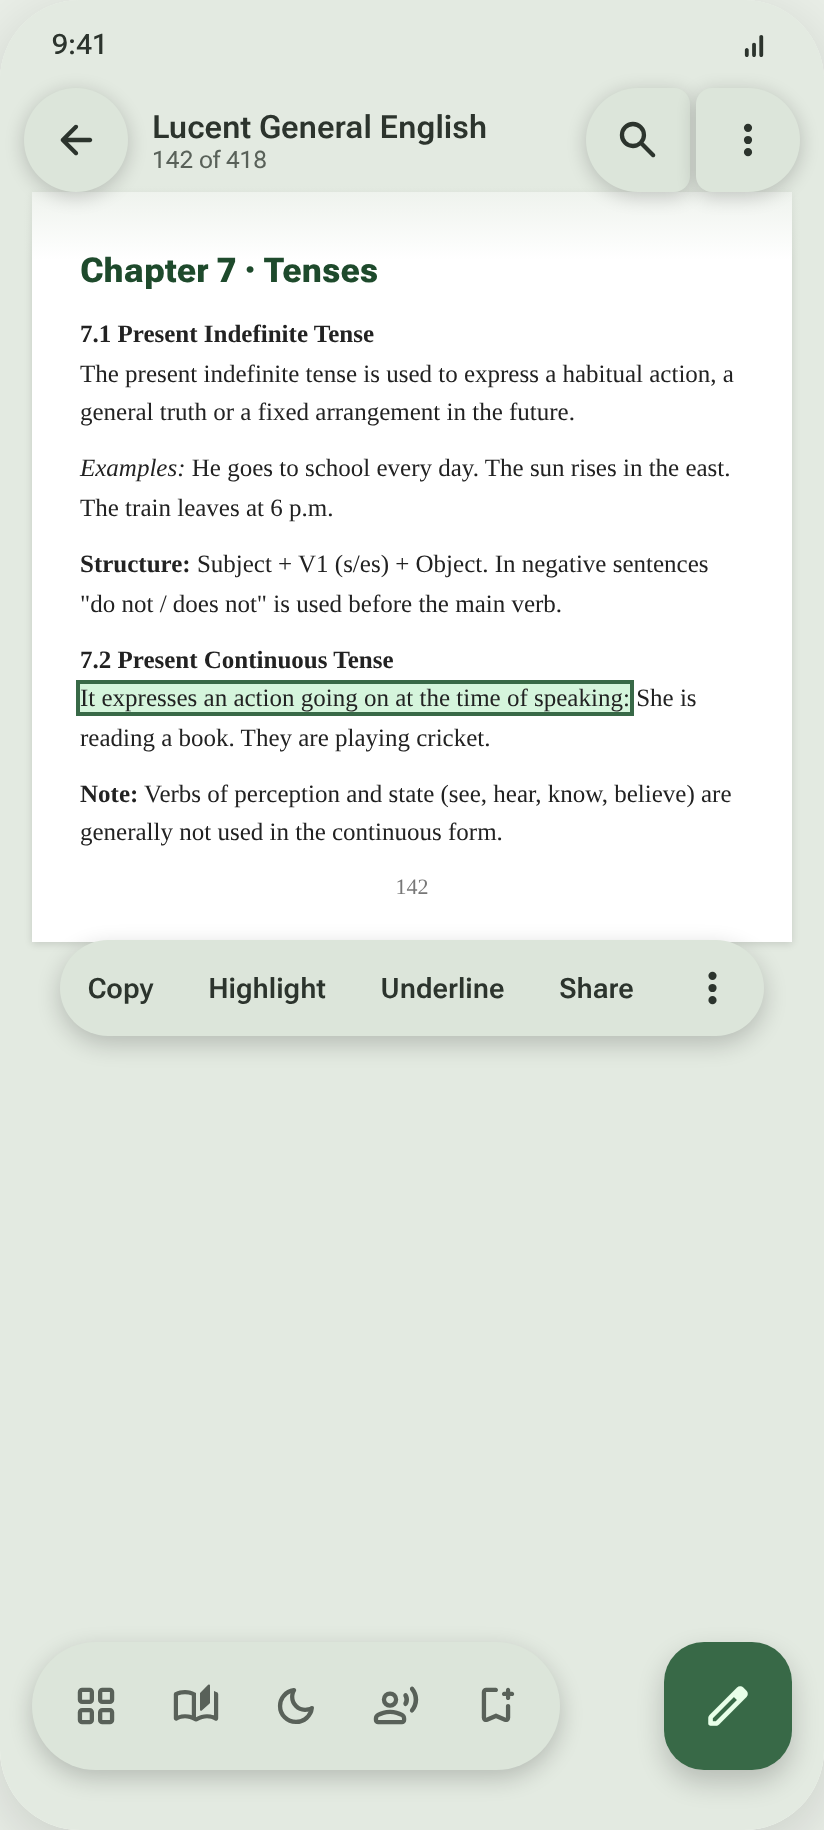 9:41
Lucent General English
142 of 418
Chapter 7 · Tenses
7.1 Present Indefinite Tense
The present indefinite tense is used to express a habitual action, a
general truth or a fixed arrangement in the future.
Examples: He goes to school every day. The sun rises in the east.
The train leaves at 6 p.m.
Structure: Subject + V1 (s/es) + Object. In negative sentences
"do not / does not" is used before the main verb.
7.2 Present Continuous Tense
It expresses an action going on at the time of speaking: She is
reading a book. They are playing cricket.
Note: Verbs of perception and state (see, hear, know, believe) are
generally not used in the continuous form.
142
Copy Highlight Underline Share